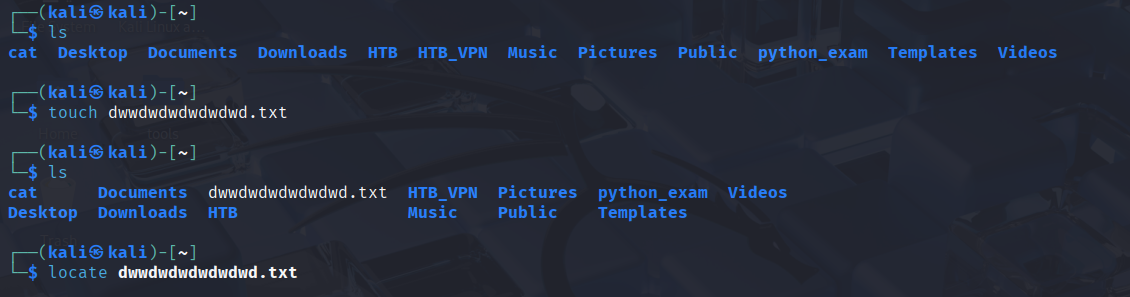 ┌──(kali㉿kali)-[~]
└─$ ls
cat  Desktop  Documents  Downloads  HTB  HTB_VPN  Music  Pictures  Public  python_exam  Templates  Videos
┌──(kali㉿kali)-[~]
└─$ touch dwwdwdwdwdwdwd.txt
┌──(kali㉿kali)-[~]
└─$ ls
cat      Documents  dwwdwdwdwdwdwd.txt  HTB_VPN  Pictures  python_exam  Videos
Desktop  Downloads  HTB                 Music    Public    Templates
┌──(kali㉿kali)-[~]
└─$ locate dwwdwdwdwdwdwd.txt